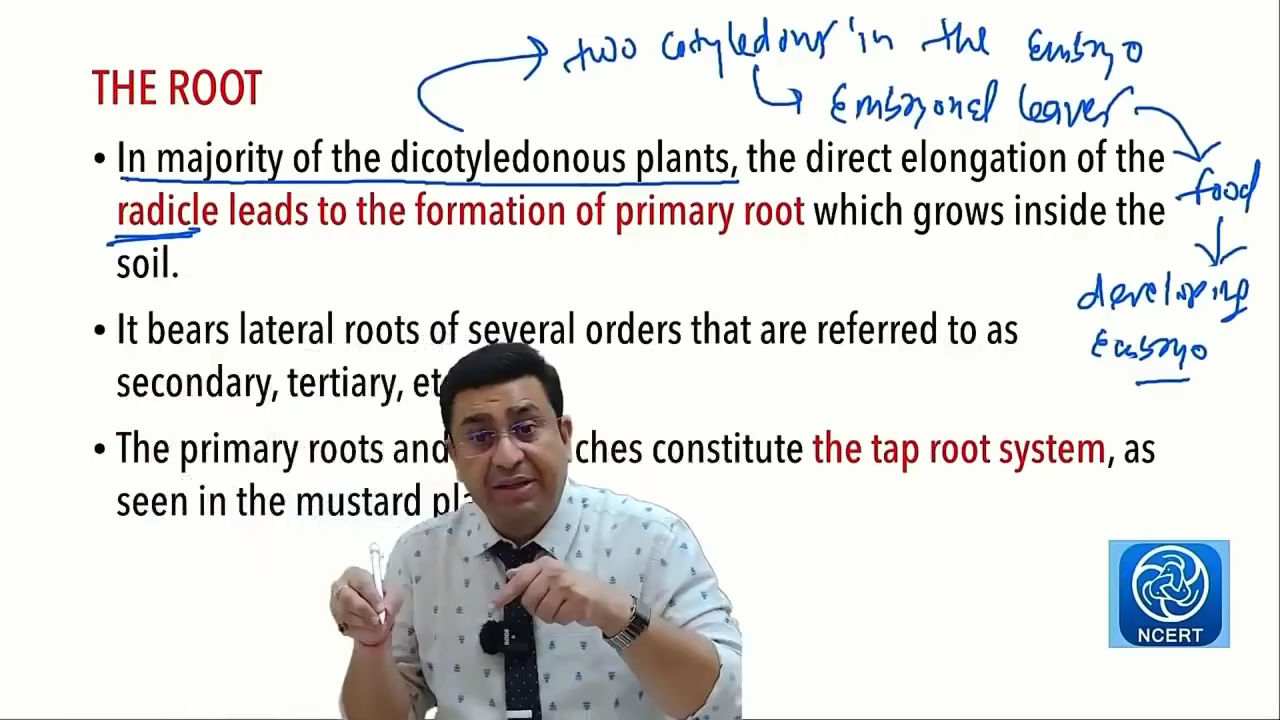 two cotyledons in the Embryo
Embryonal leaves
food
developing
Embryo
THE ROOT
• In majority of the dicotyledonous plants, the direct elongation of the
radicle leads to the formation of primary root which grows inside the
soil.
• It bears lateral roots of several orders that are referred to as
secondary, tertiary, et
• The primary roots and ches constitute the tap root system, as
seen in the mustard pla
NCERT